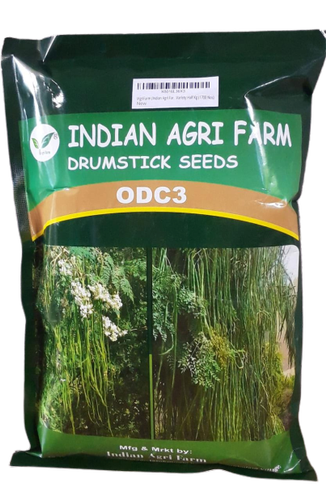 INDIAN AGRI FARM
DRUMSTICK SEEDS
ODC3
Mfg & Mrkt by:
Indian Agri Farm